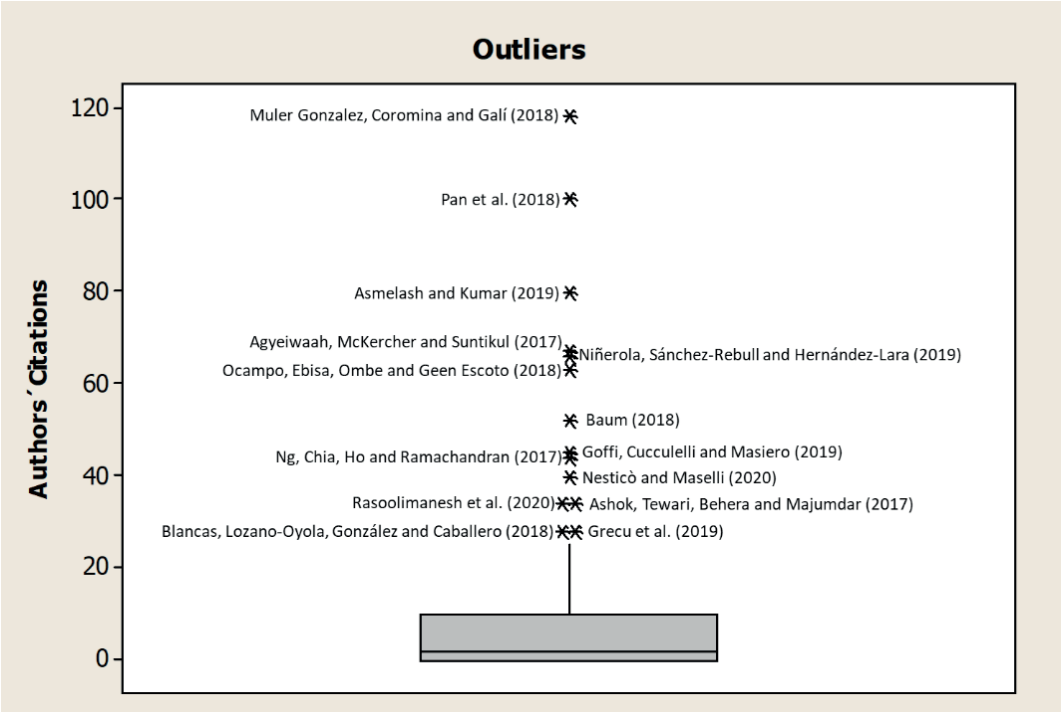 Outliers
Authors´Citations
120
100
80
60
40
20
0
Muler Gonzalez, Coromina and Galí (2018)
Pan et al. (2018)
Asmelash and Kumar (2019)
Agyeiwaah, McKercher and Suntikul (2017)
Niñerola, Sánchez-Rebull and Hernández-Lara (2019)
Ocampo, Ebisa, Ombe and Geen Escoto (2018)
Baum (2018)
Goffi, Cucculelli and Masiero (2019)
Ng, Chia, Ho and Ramachandran (2017)
Nesticò and Maselli (2020)
Rasoolimanesh et al. (2020)
Ashok, Tewari, Behera and Majumdar (2017)
Blancas, Lozano-Oyola, González and Caballero (2018)
Grecu et al. (2019)